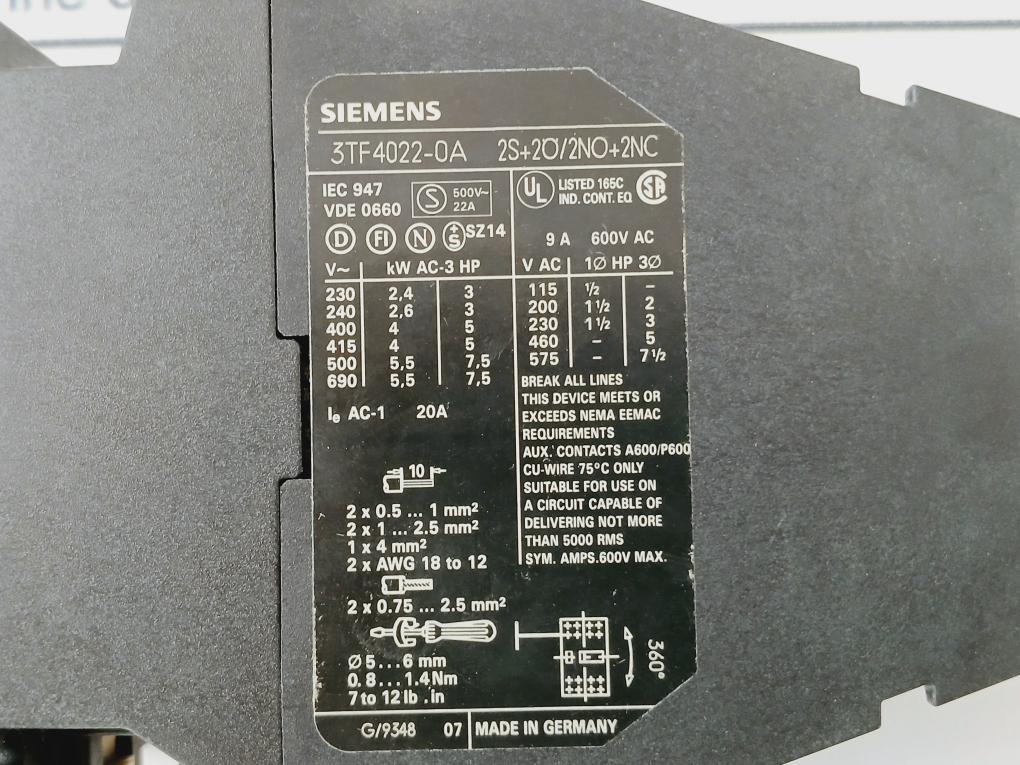 SIEMENS
3TF4022-0A 2S+2Ö/2NO+2NC
IEC 947
VDE 0660
S 500V~
22A
D FI N +S SZ14
V~ kW AC-3 HP
230 2,4 3
240 2,6 3
400 4 5
415 4 5
500 5,5 7,5
690 5,5 7,5
Ie AC-1 20A
10
2 x 0.5 ... 1 mm²
2 x 1 ... 2.5 mm²
1 x 4 mm²
2 x AWG 18 to 12
2 x 0.75 ... 2.5 mm²
Ø 5...6 mm
0.8...1.4Nm
7 to 12 lb.in
UL LISTED 165C
IND. CONT. EQ SA
9 A 600V AC
V AC 1Ø HP 3Ø
115 ½ –
200 1½ 2
230 1½ 3
460 – 5
575 – 7½
BREAK ALL LINES
THIS DEVICE MEETS OR
EXCEEDS NEMA EEMAC
REQUIREMENTS
AUX. CONTACTS A600/P600
CU-WIRE 75°C ONLY
SUITABLE FOR USE ON
A CIRCUIT CAPABLE OF
DELIVERING NOT MORE
THAN 5000 RMS
SYM. AMPS.600V MAX.
360°
G/9348 07 MADE IN GERMANY